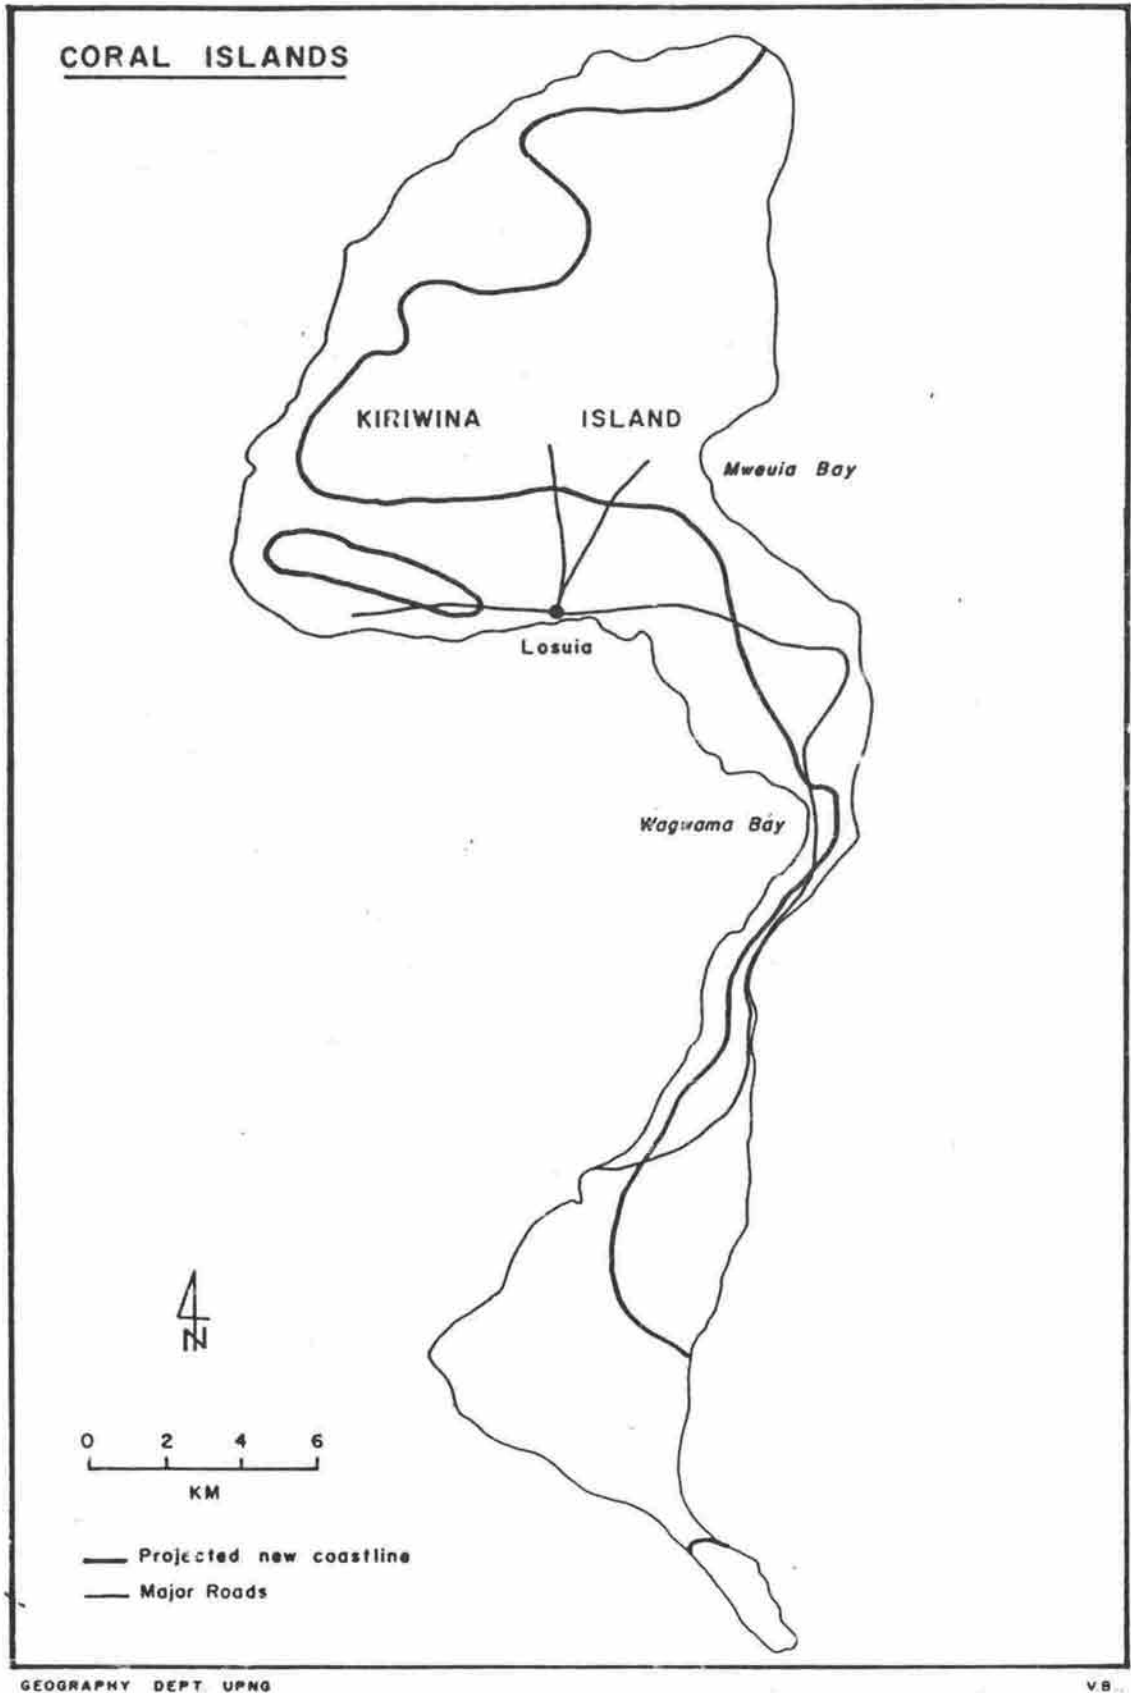 CORAL ISLANDS
KIRIWINA ISLAND
Mweuia Bay
Losuia
Wagwama Bay
N
0 2 4 6
KM
Projected new coastline
Major Roads
GEOGRAPHY DEPT. UPNG V.B.